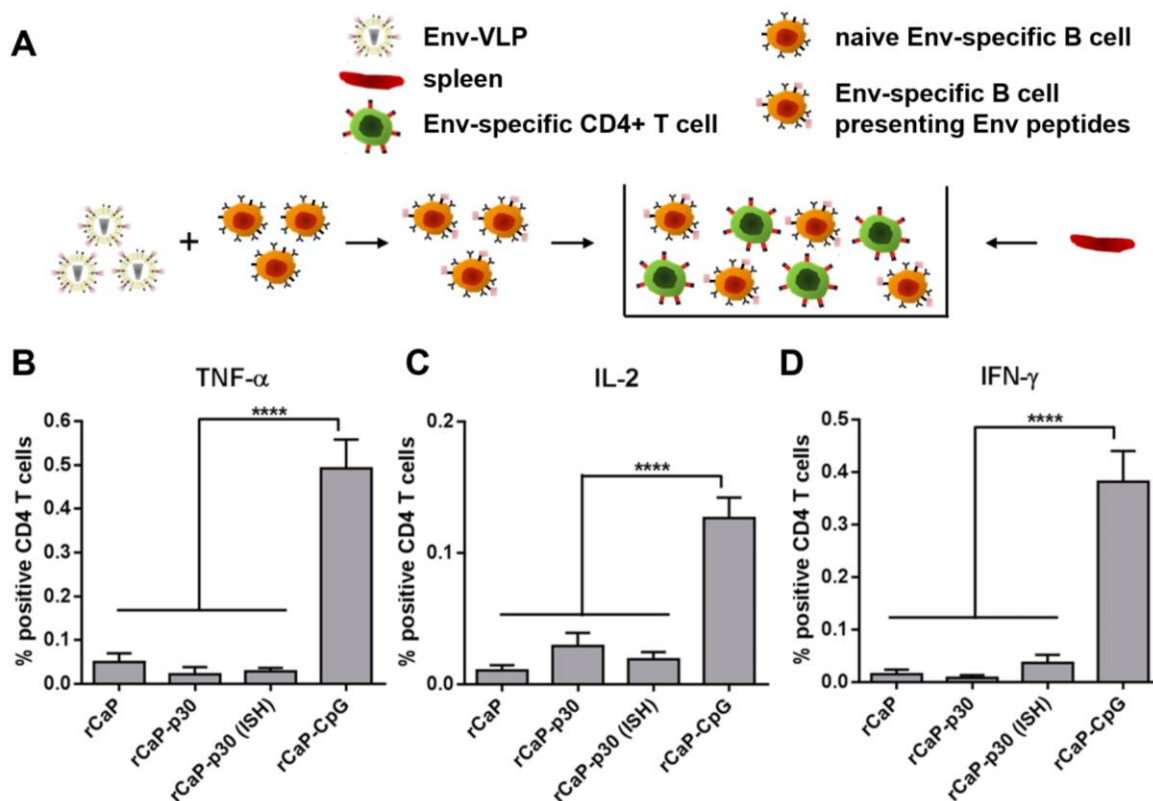 A
Env-VLP
spleen
Env-specific CD4+ T cell
naive Env-specific B cell
Env-specific B cell
presenting Env peptides
+
B
TNF-α
% positive CD4 T cells
0.6
0.5
0.4
0.3
0.2
0.1
0.0
****
rCaP
rCaP-p30
rCaP-p30 (ISH)
rCaP-CpG
C
IL-2
% positive CD4 T cells
0.2
0.1
0.0
****
rCaP
rCaP-p30
rCaP-p30 (ISH)
rCaP-CpG
D
IFN-γ
% positive CD4 T cells
0.5
0.4
0.3
0.2
0.1
0.0
****
rCaP
rCaP-p30
rCaP-p30 (ISH)
rCaP-CpG